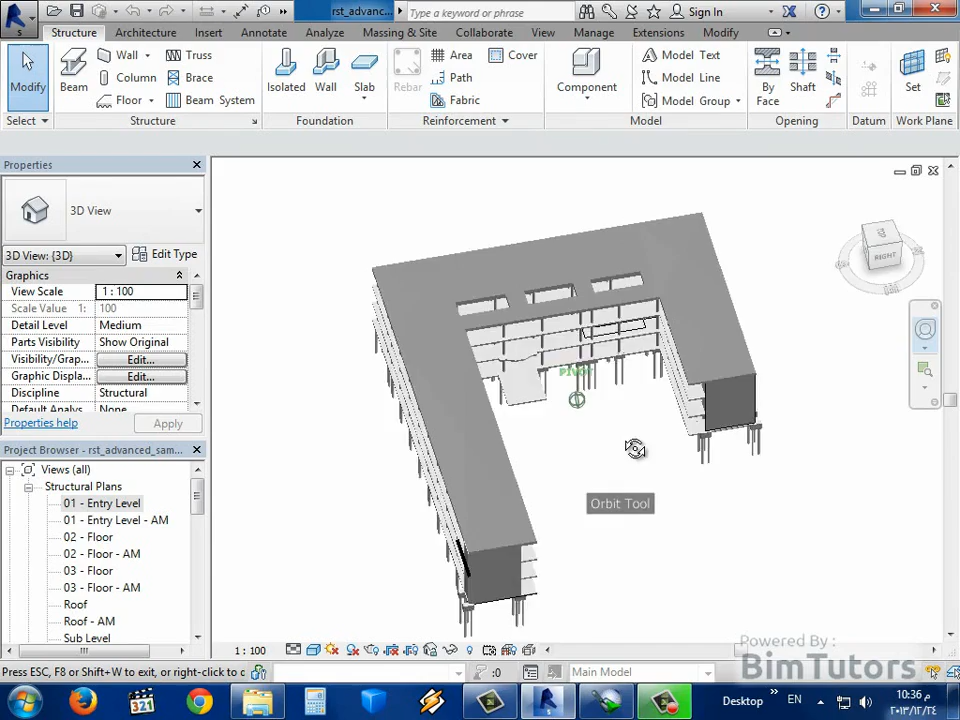 rst_advanc...
Type a keyword or phrase
Sign In
S
Structure
Architecture
Insert
Annotate
Analyze
Massing & Site
Collaborate
View
Manage
Extensions
Modify
Modify
Select
Beam
Wall
Column
Floor
Truss
Brace
Beam System
Structure
Isolated
Wall
Slab
Foundation
Rebar
Area
Path
Fabric
Cover
Reinforcement
Component
Model Text
Model Line
Model Group
Model
By
Face
Shaft
Opening
Datum
Set
Work Plane
Properties
3D View
3D View: {3D}
Edit Type
Graphics
View Scale
1 : 100
Scale Value 1:
100
Detail Level
Medium
Parts Visibility
Show Original
Visibility/Grap...
Edit...
Graphic Displa...
Edit...
Discipline
Structural
Default Analys...
None
Properties help
Apply
Project Browser - rst_advanced_sam...
Views (all)
Structural Plans
01 - Entry Level
01 - Entry Level - AM
02 - Floor
02 - Floor - AM
03 - Floor
03 - Floor - AM
Roof
Roof - AM
Sub Level
PIVOT
Orbit Tool
RIGHT
1 : 100
Press ESC, F8 or Shift+W to exit, or right-click to d
:0
Main Model
Powered By :
BimTutors
321
Desktop
EN
10:36 م
٢٠١٣/١٢/٢٤